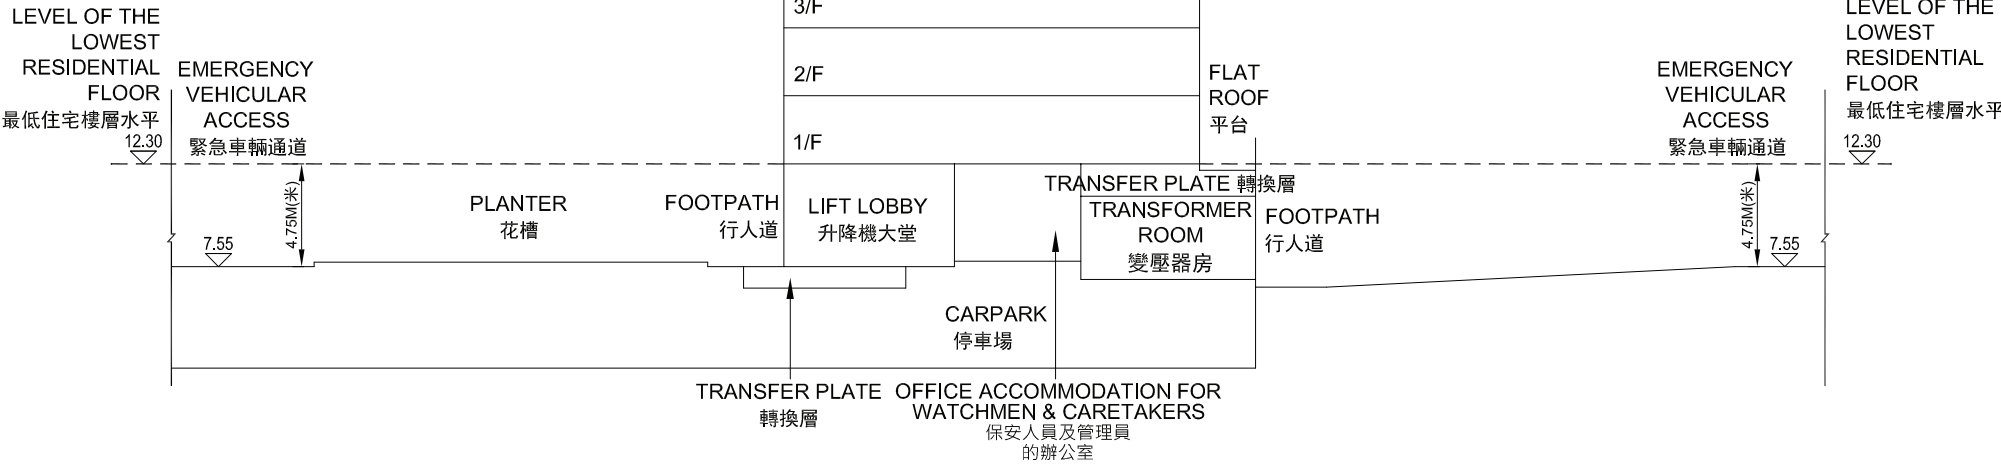 LEVEL OF THE
LOWEST
RESIDENTIAL
FLOOR
最低住宅樓層水平
12.30
EMERGENCY
VEHICULAR
ACCESS
緊急車輛通道
4.75M(米)
7.55
PLANTER
花槽
FOOTPATH
行人道
3/F
2/F
1/F
LIFT LOBBY
升降機大堂
FLAT
ROOF
平台
TRANSFER PLATE 轉換層
TRANSFORMER
ROOM
變壓器房
FOOTPATH
行人道
CARPARK
停車場
TRANSFER PLATE
轉換層
OFFICE ACCOMMODATION FOR
WATCHMEN & CARETAKERS
保安人員及管理員
的辦公室
EMERGENCY
VEHICULAR
ACCESS
緊急車輛通道
4.75M(米)
7.55
LEVEL OF THE
LOWEST
RESIDENTIAL
FLOOR
最低住宅樓層水平
12.30